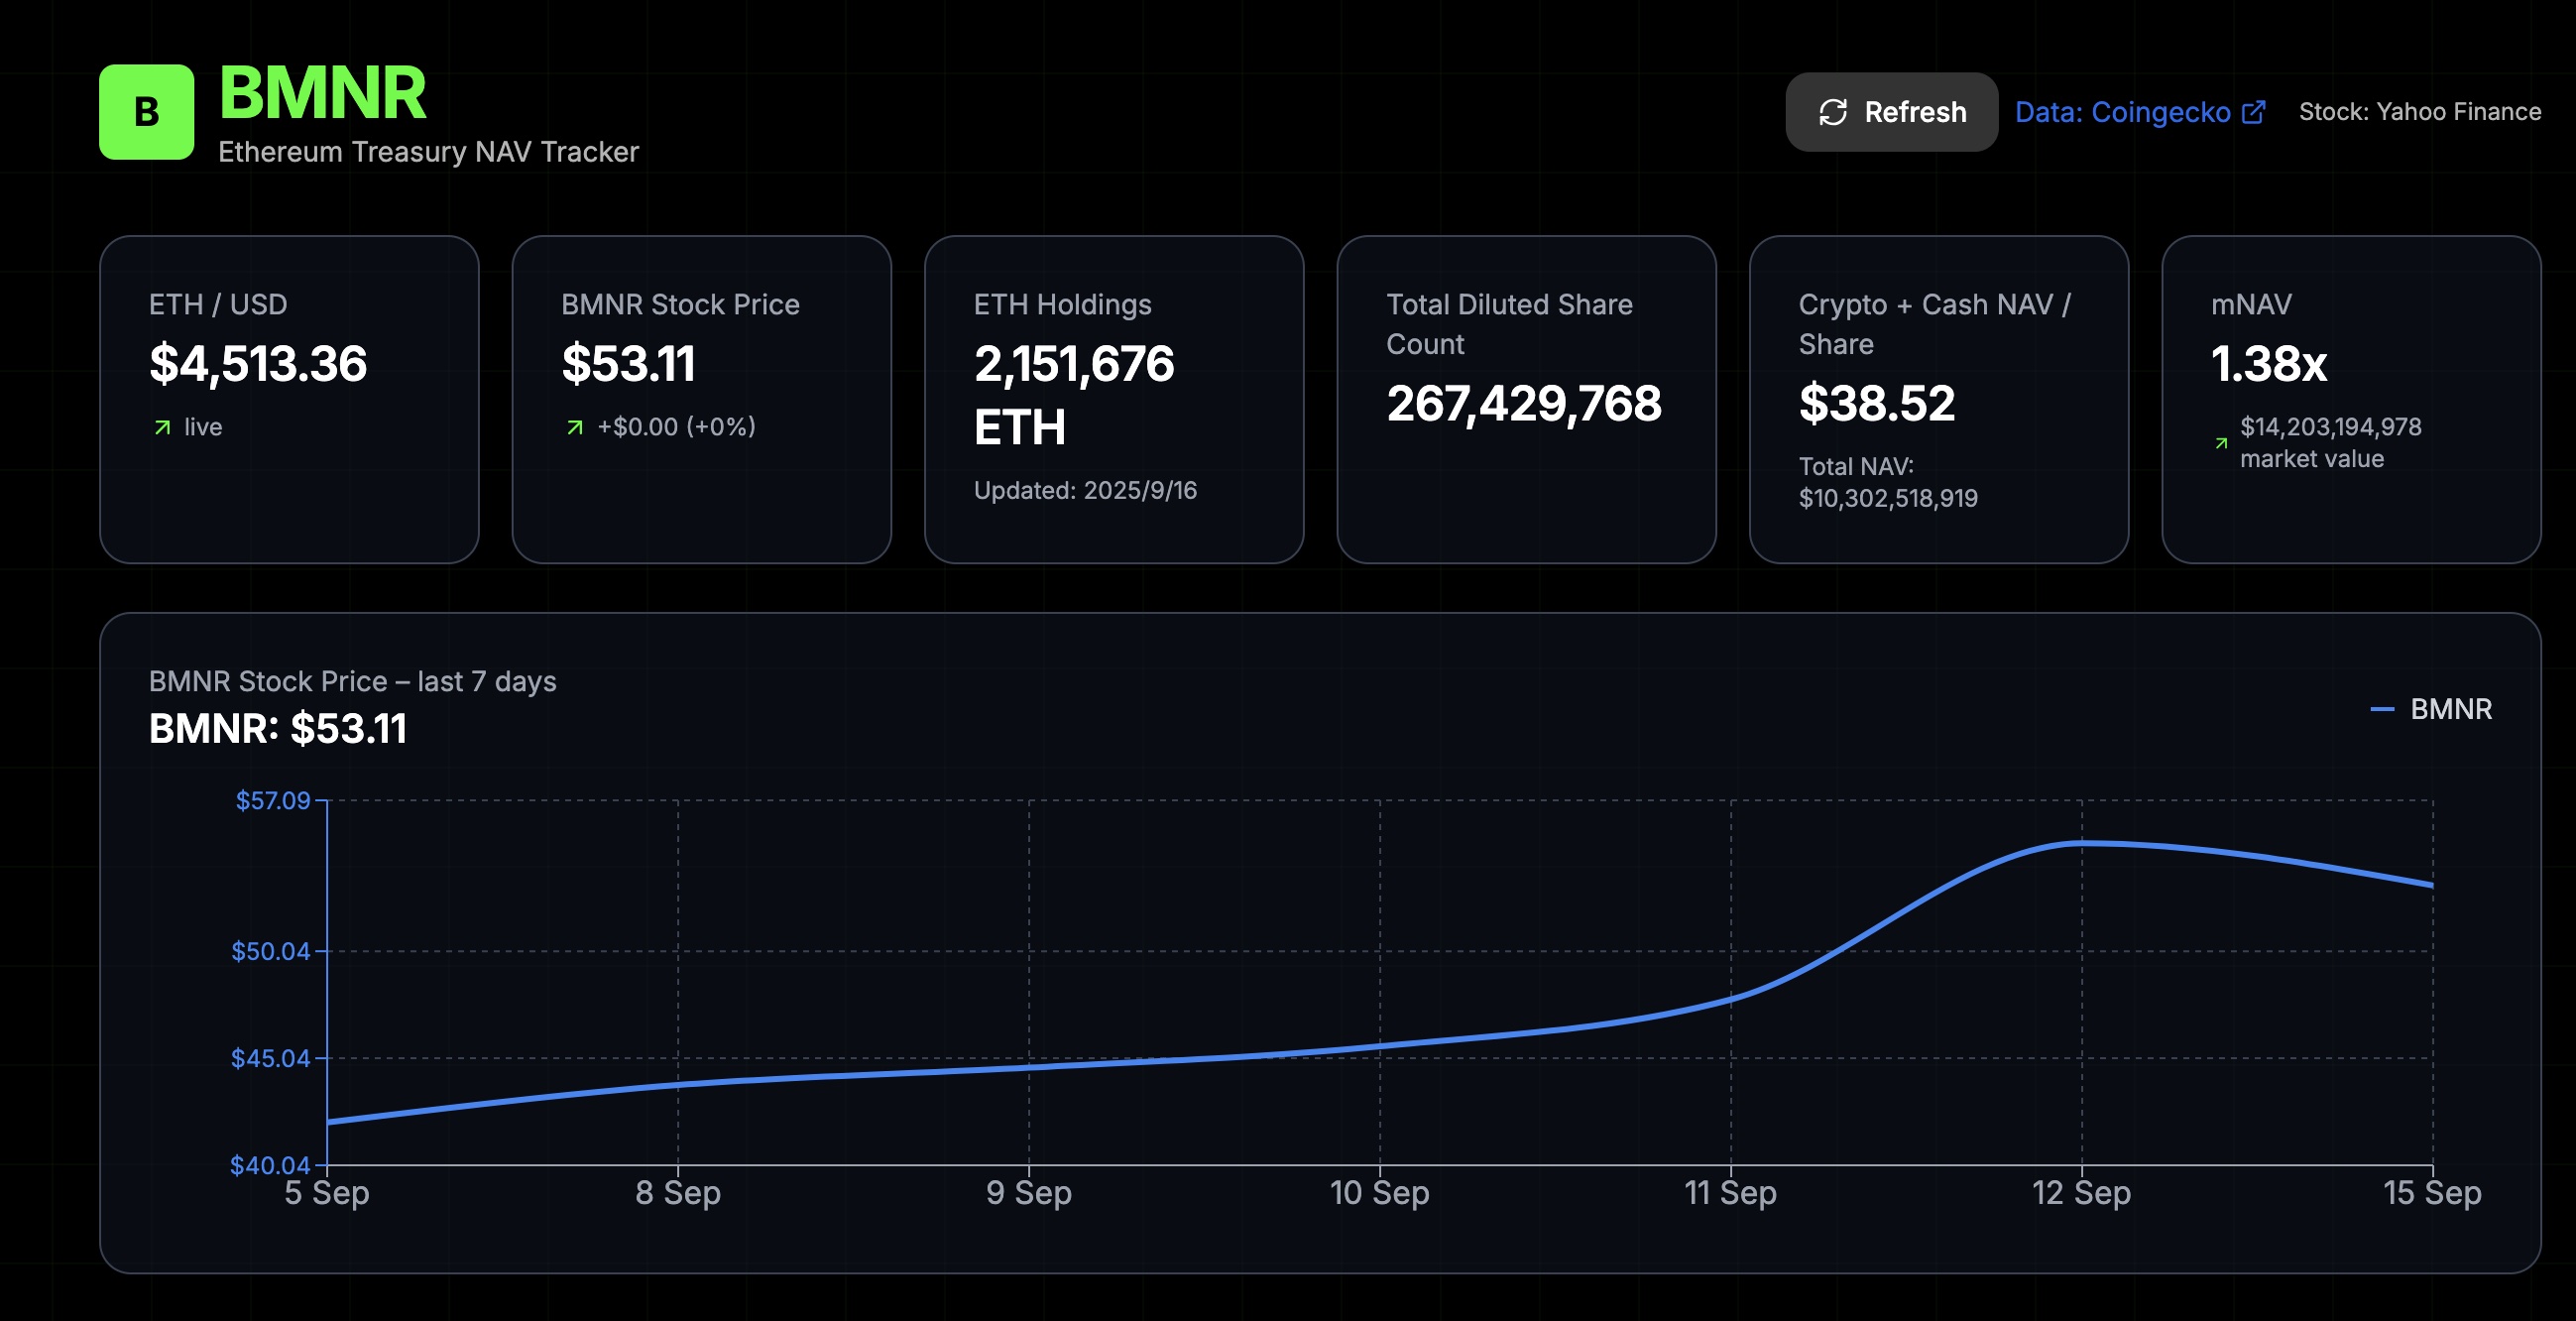 B
BMNR
Ethereum Treasury NAV Tracker
Refresh
Data: Coingecko
Stock: Yahoo Finance
ETH / USD
$4,513.36
live
BMNR Stock Price
$53.11
+$0.00 (+0%)
ETH Holdings
2,151,676
ETH
Updated: 2025/9/16
Total Diluted Share
Count
267,429,768
Crypto + Cash NAV /
Share
$38.52
Total NAV:
$10,302,518,919
mNAV
1.38x
$14,203,194,978
market value
BMNR Stock Price – last 7 days
BMNR: $53.11
BMNR
$57.09
$50.04
$45.04
$40.04
5 Sep
8 Sep
9 Sep
10 Sep
11 Sep
12 Sep
15 Sep